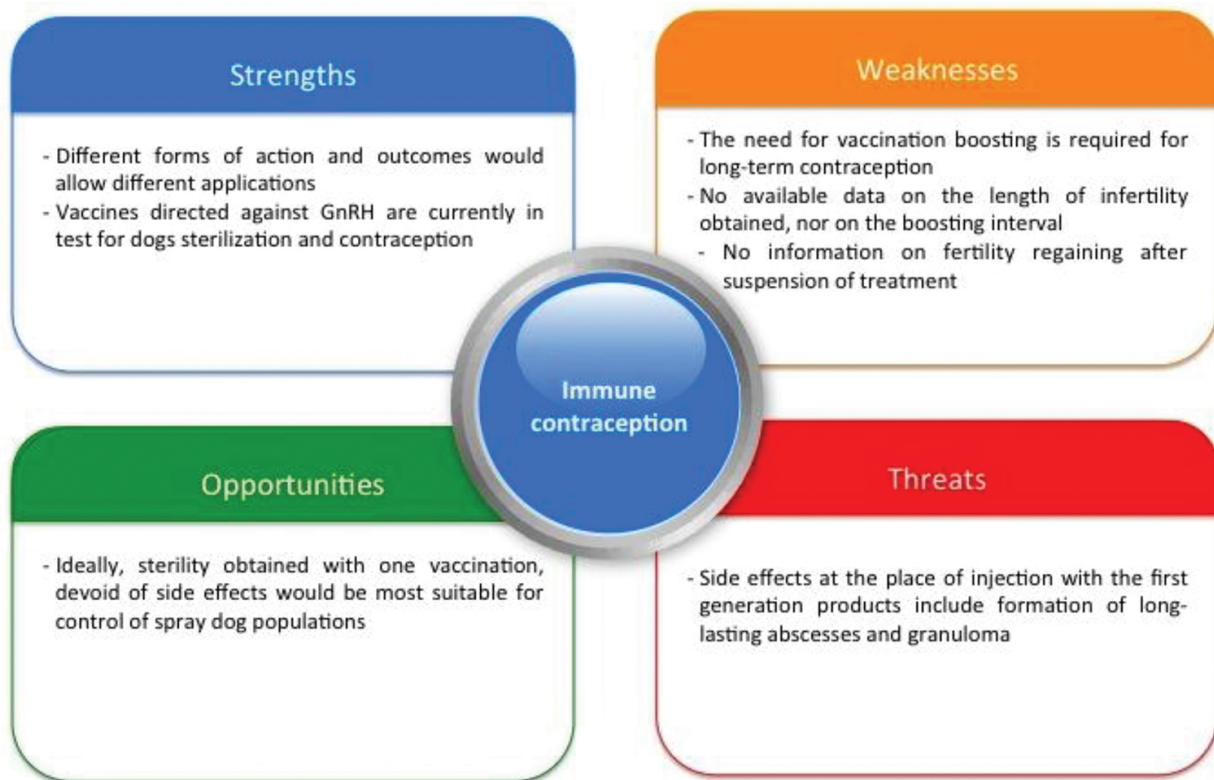 Strengths
- Different forms of action and outcomes would
allow different applications
- Vaccines directed against GnRH are currently in
test for dogs sterilization and contraception
Weaknesses
- The need for vaccination boosting is required for
long-term contraception
- No available data on the length of infertility
obtained, nor on the boosting interval
- No information on fertility regaining after
suspension of treatment
Immune
contraception
Opportunities
- Ideally, sterility obtained with one vaccination,
devoid of side effects would be most suitable for
control of spray dog populations
Threats
- Side effects at the place of injection with the first
generation products include formation of long-
lasting abscesses and granuloma